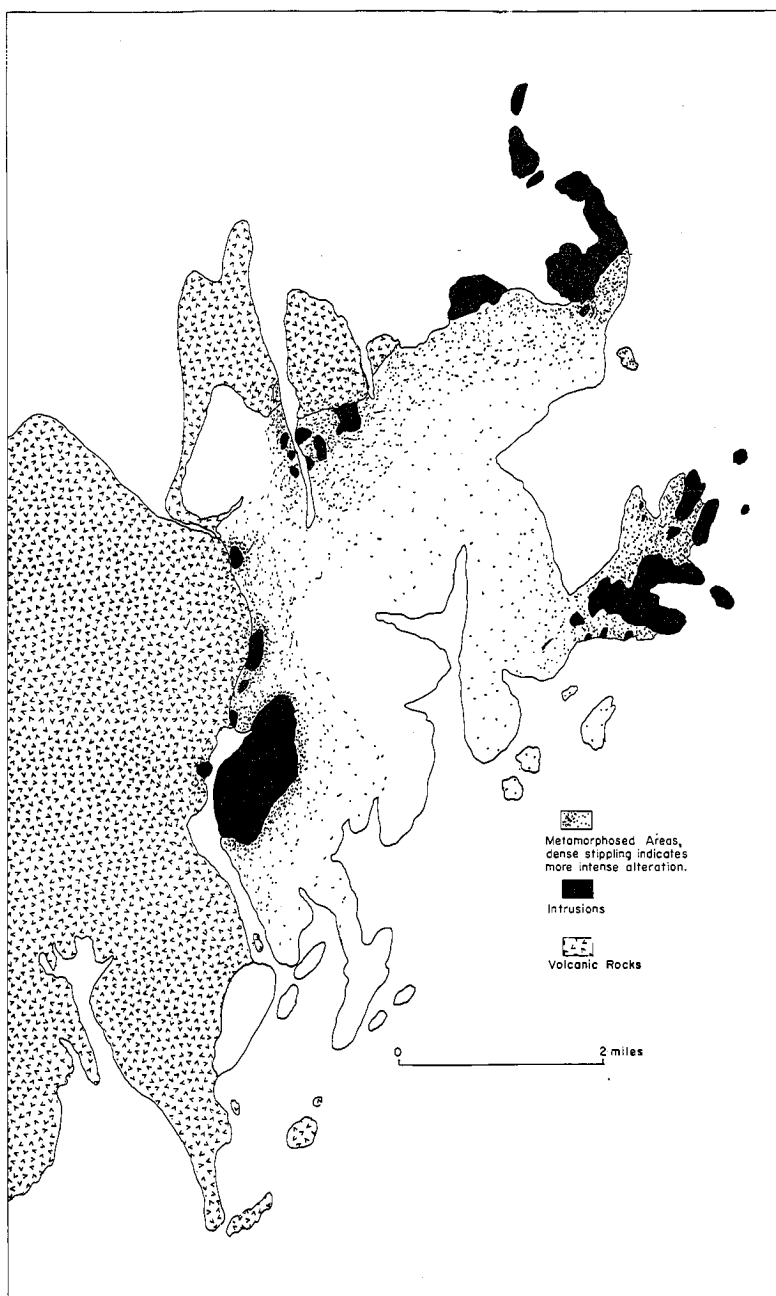 Metamorphosed Areas,
dense stippling indicates
more intense alteration.
Intrusions
Volcanic Rocks
0 2 miles